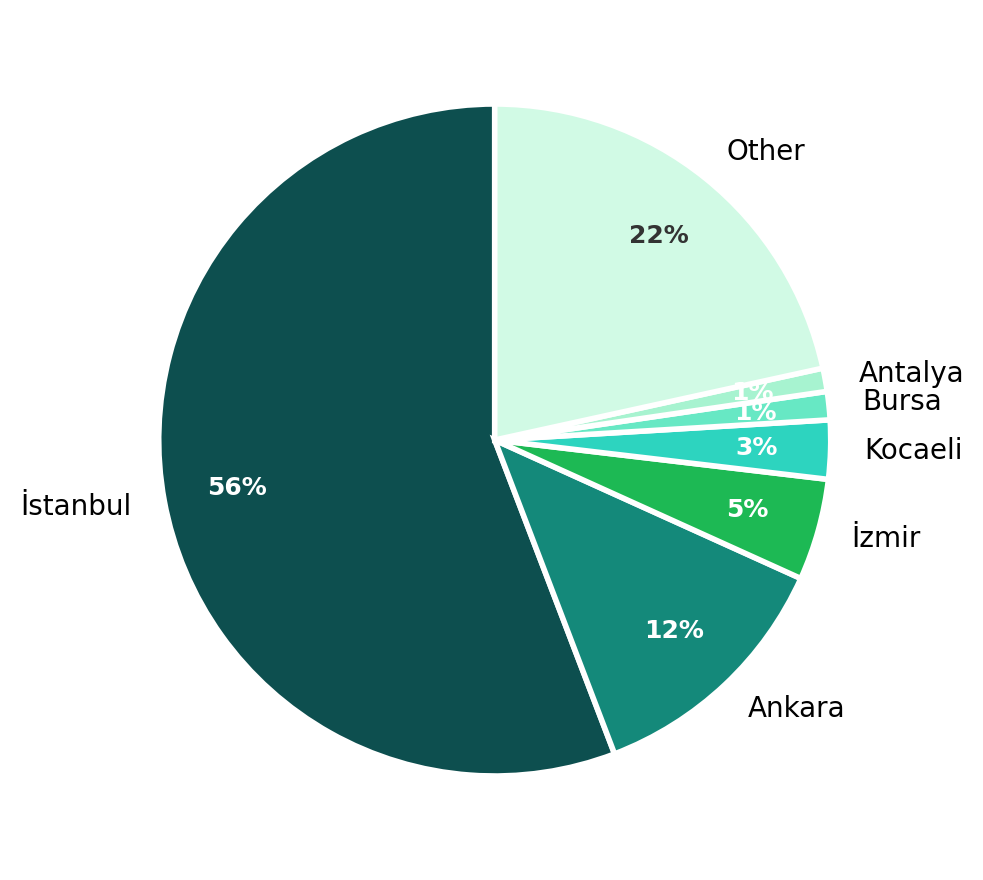 Other
22%
Antalya
1%
Bursa
1%
Kocaeli
3%
İzmir
5%
Ankara
12%
İstanbul
56%